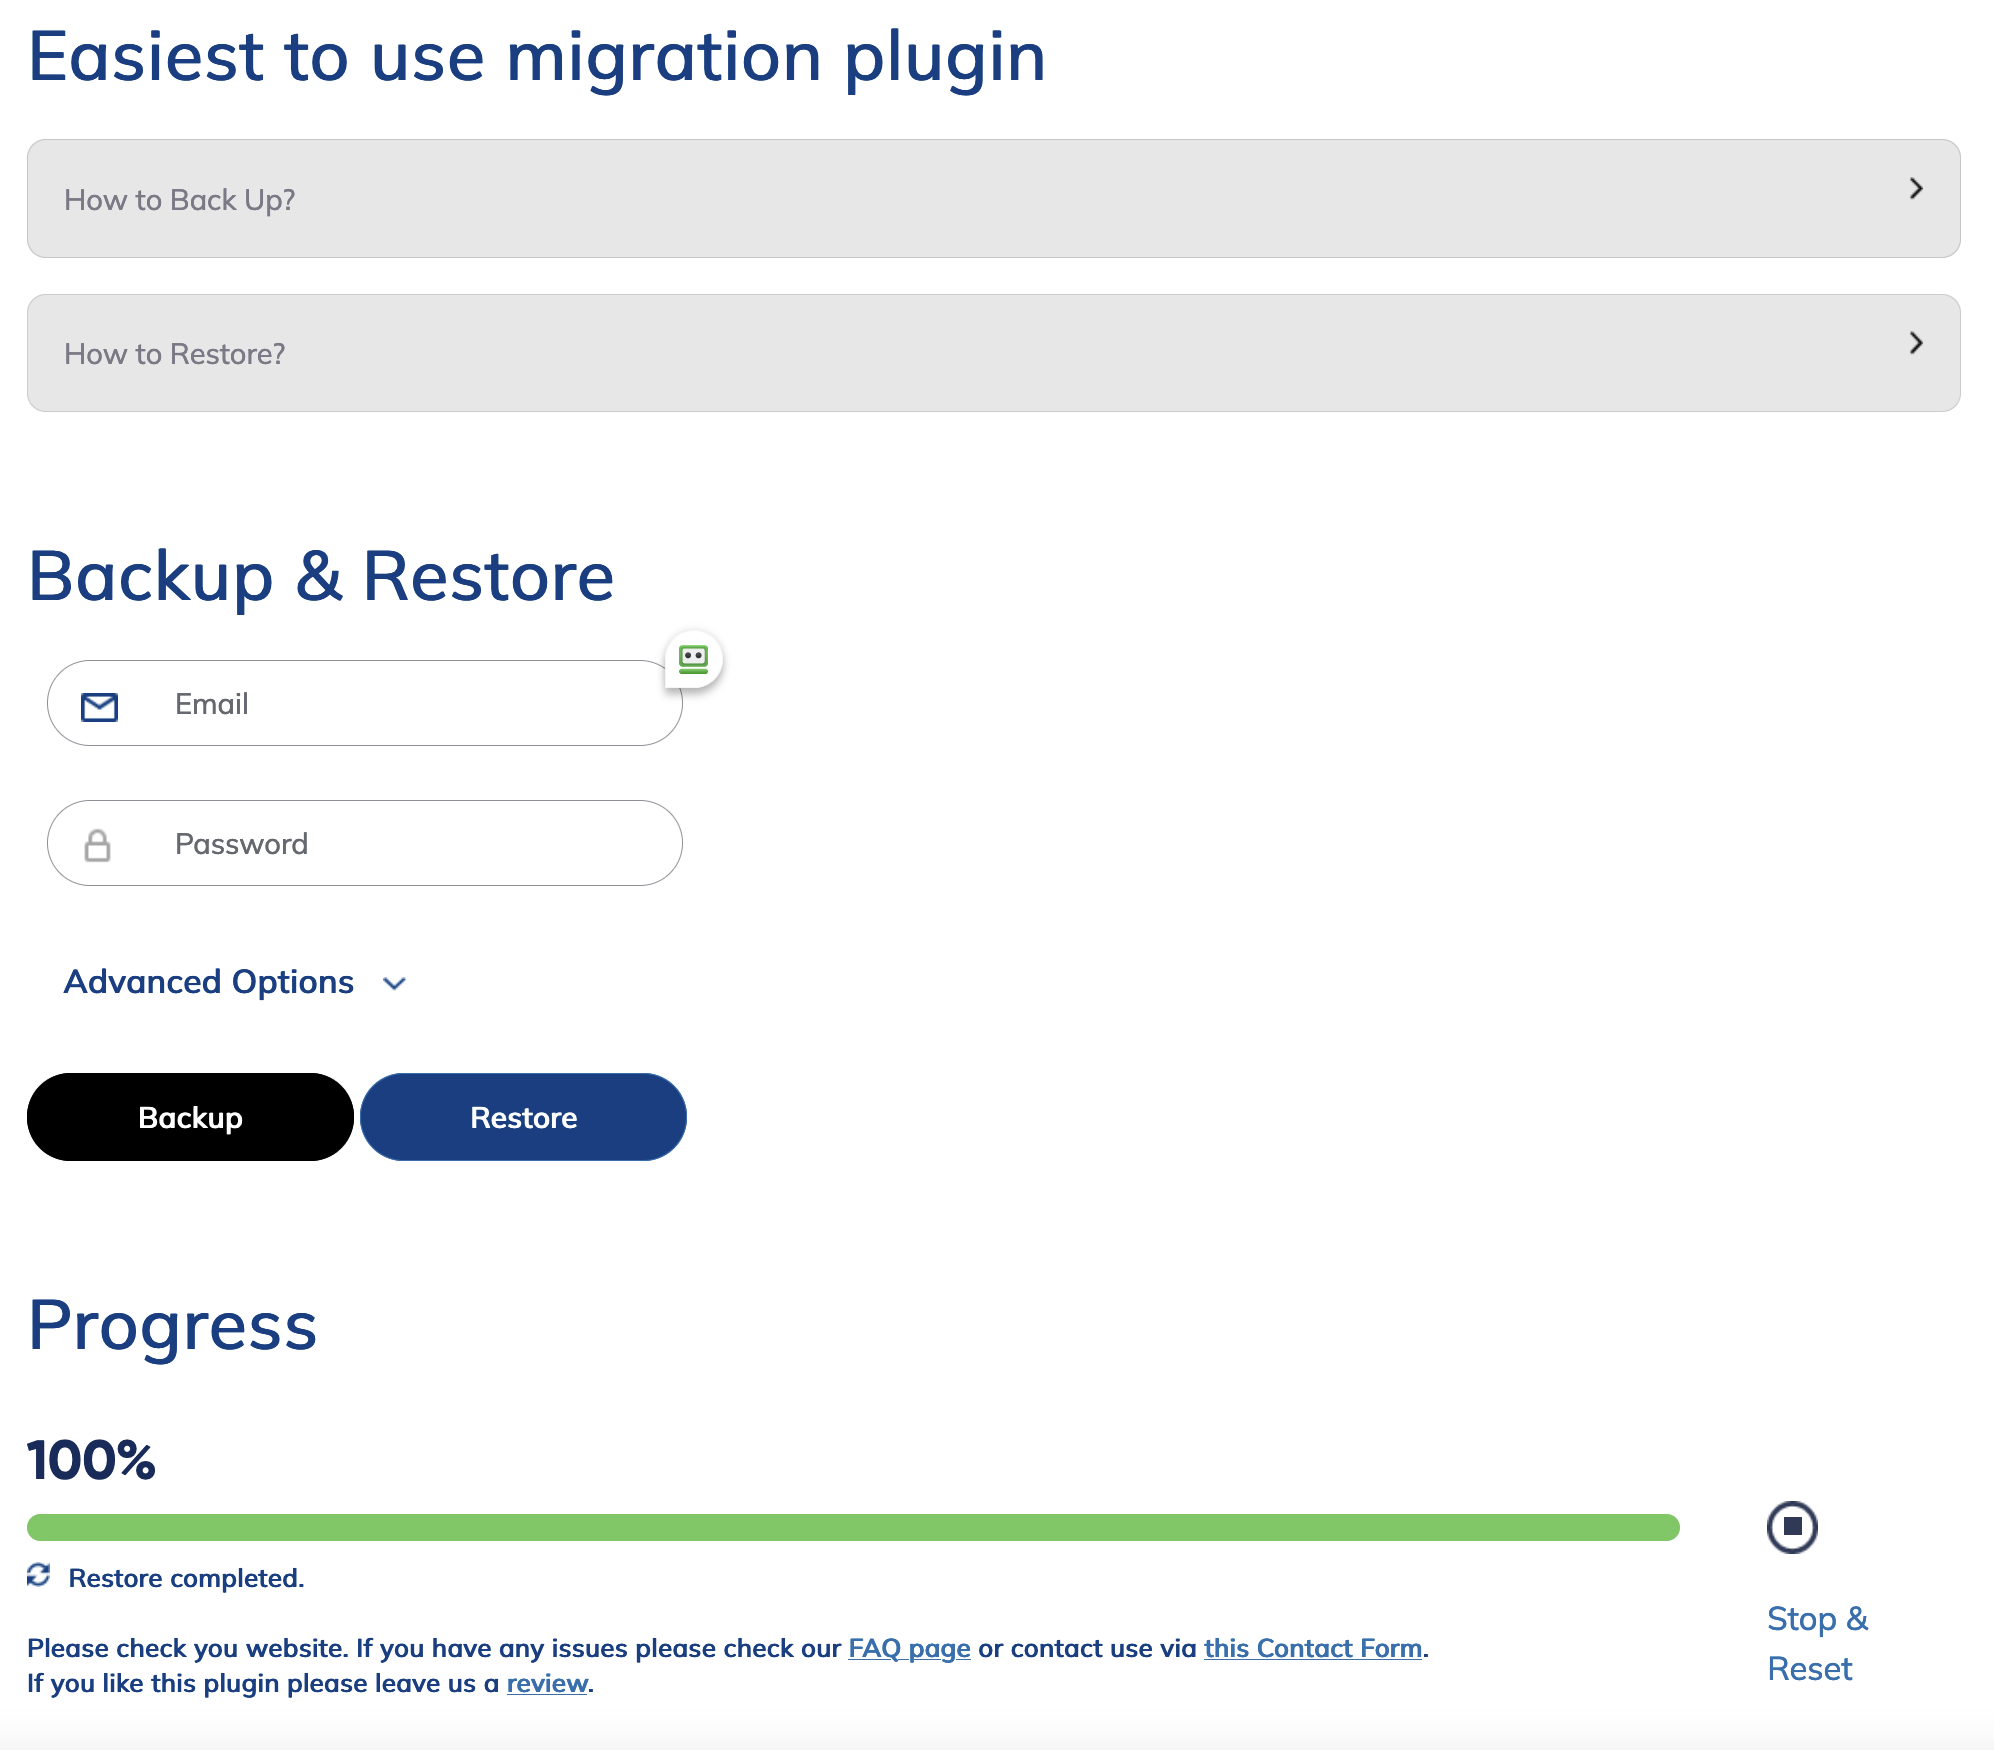 Easiest to use migration plugin
How to Back Up?
How to Restore?
Backup & Restore
Email
Password
Advanced Options
Backup
Restore
Progress
100%
Restore completed.
Please check you website. If you have any issues please check our FAQ page or contact use via this Contact Form.
If you like this plugin please leave us a review.
Stop &
Reset